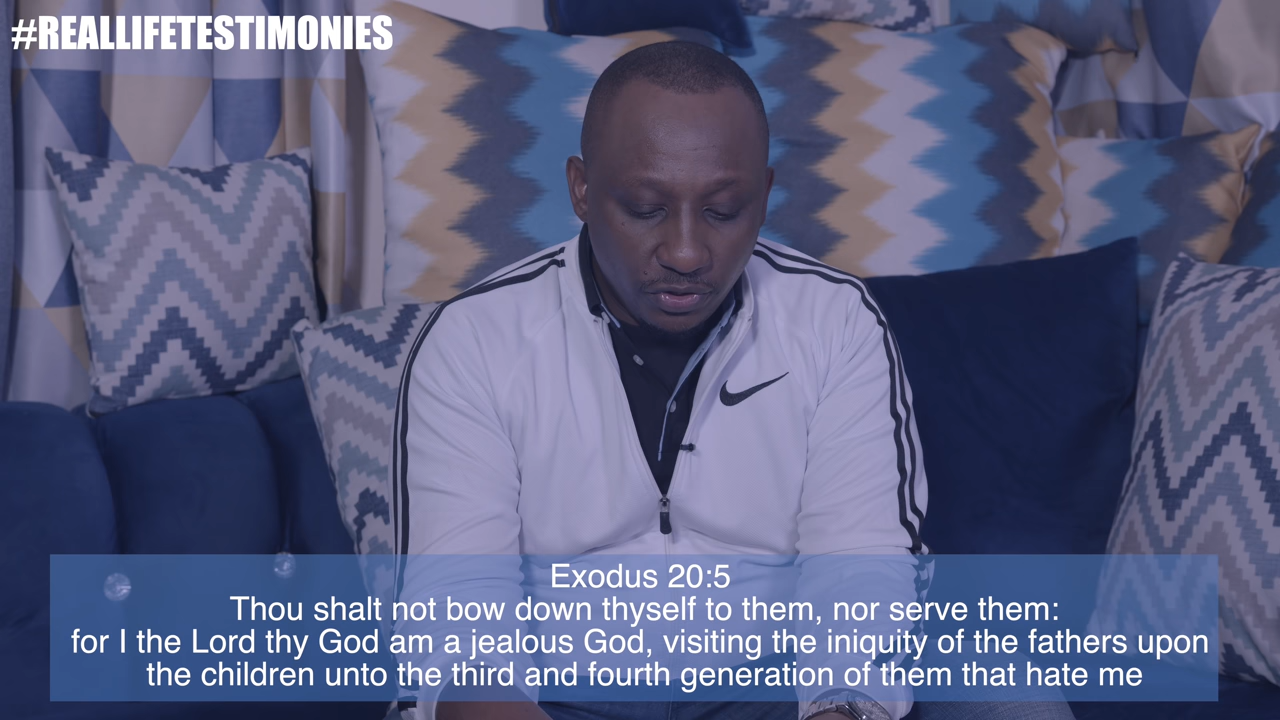 #REALLIFETESTIMONIES
Exodus 20:5
Thou shalt not bow down thyself to them, nor serve them:
for I the Lord thy God am a jealous God, visiting the iniquity of the fathers upon
the children unto the third and fourth generation of them that hate me